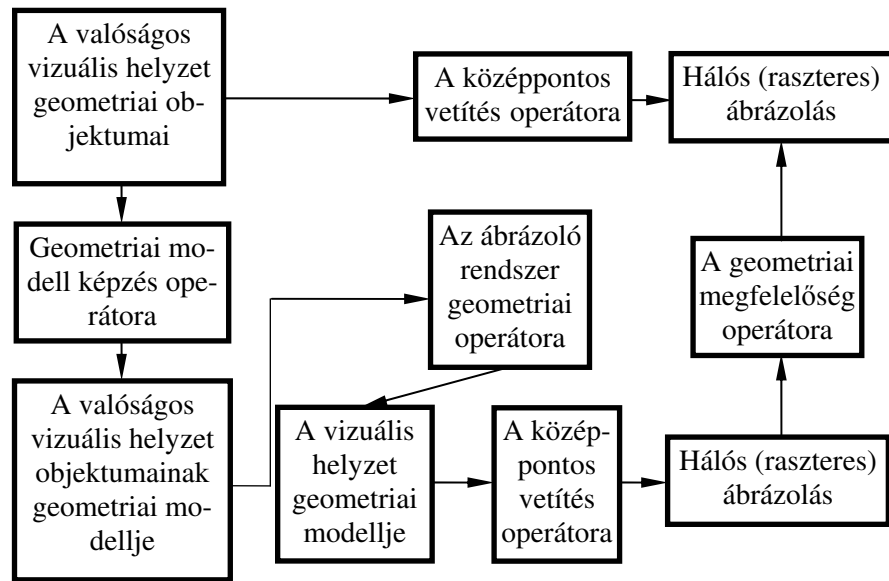 A valóságos
vizuális helyzet
geometriai ob-
jektumai
A középpontos
vetítés operátora
Hálós (raszteres)
ábrázolás
Geometriai mo-
dell képzés ope-
rátora
Az ábrázoló
rendszer
geometriai
operátora
A geometriai
megfelelőség
operátora
A valóságos
vizuális helyzet
objektumainak
geometriai mo-
dellje
A vizuális
helyzet
geometriai
modellje
A közép-
pontos
vetítés
operátora
Hálós (raszteres)
ábrázolás